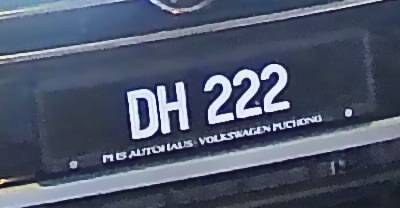 DH 222
AUTOHAUS VOLKSWAGEN PUCHONG